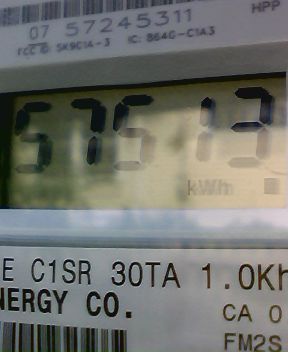 HPP
07 57245311
FCC ID: SK9C1A-3 IC: 864G-C1A3
57513
kWh
E C1SR 30TA 1.0Kh
NERGY CO.
CA 0
FM2S